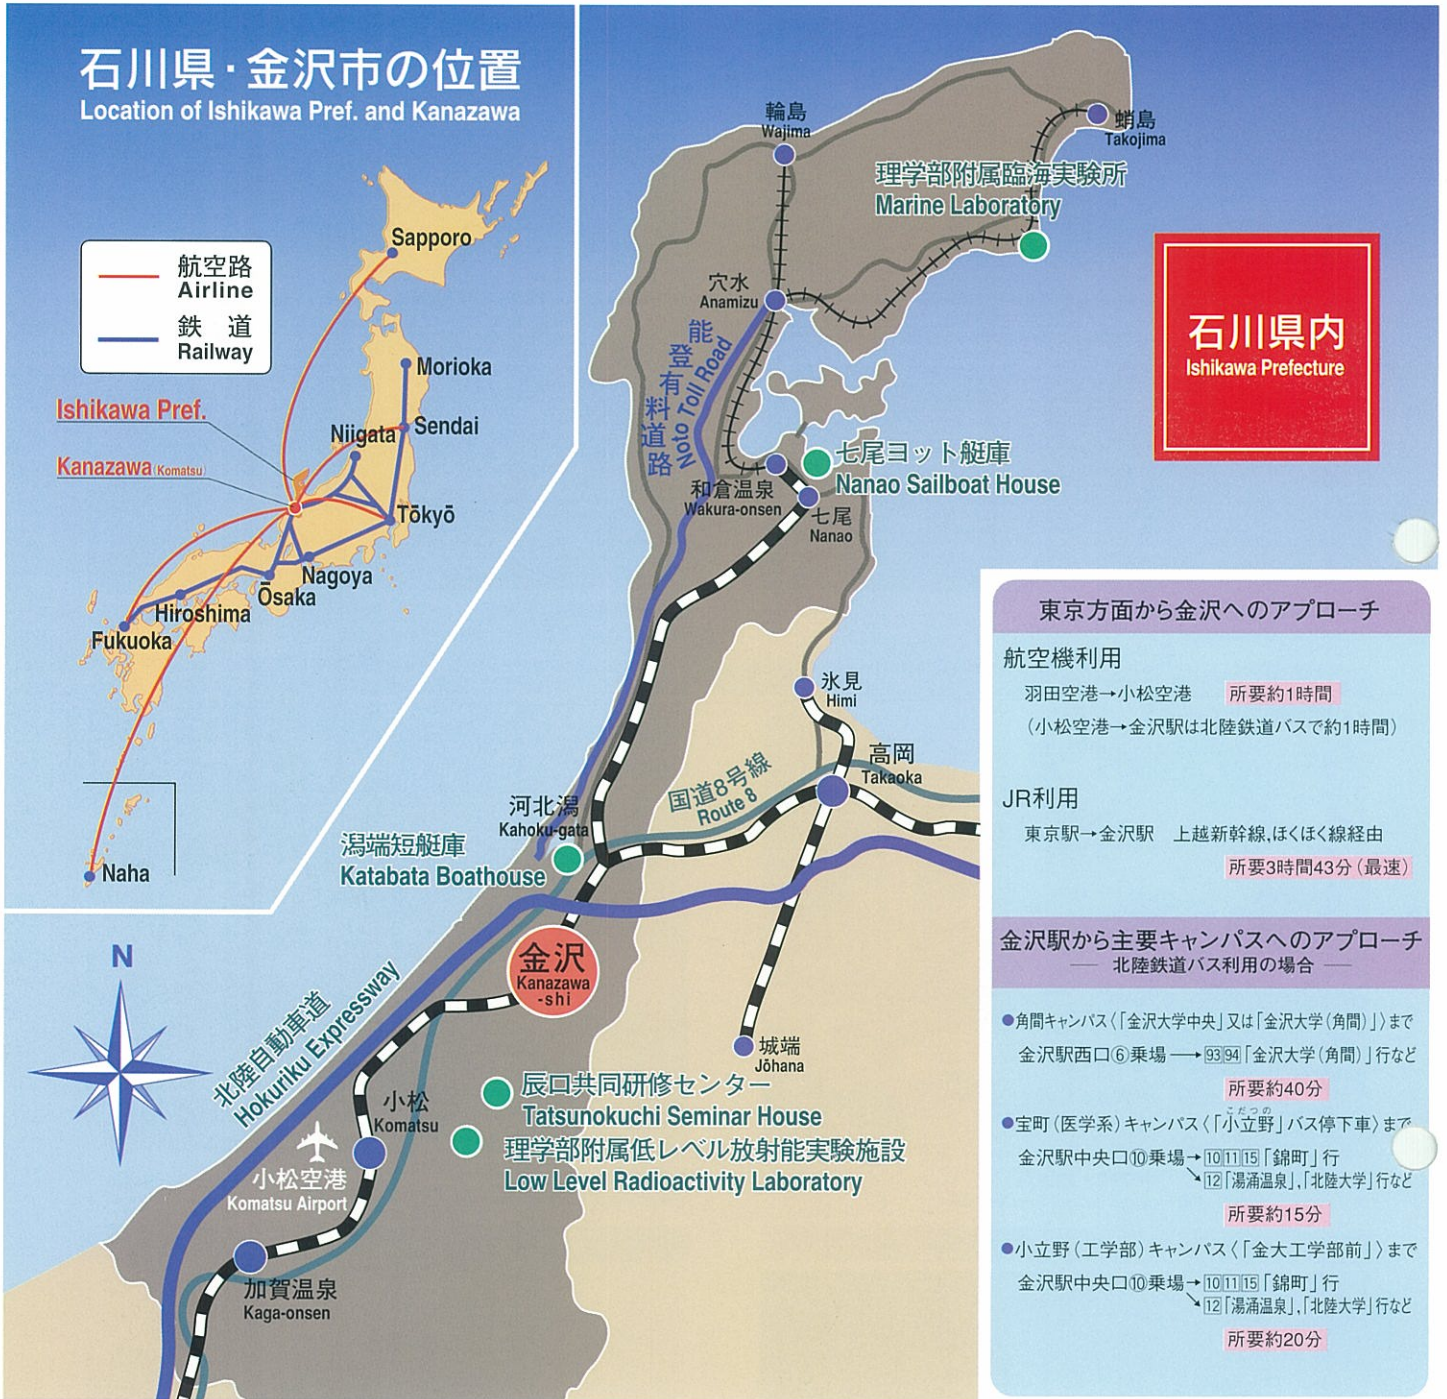 石川県・金沢市の位置
Location of Ishikawa Pref. and Kanazawa
航空路
Airline
鉄 道
Railway
Sapporo
Morioka
Ishikawa Pref.
Sendai
Niigata
Kanazawa(Komatsu)
Tōkyō
Nagoya
Ōsaka
Hiroshima
Fukuoka
Naha
輪島
Wajima
蛸島
Takojima
理学部附属臨海実験所
Marine Laboratory
穴水
Anamizu
能登有料道路
Noto Toll Road
石川県内
Ishikawa Prefecture
七尾ヨット艇庫
Nanao Sailboat House
和倉温泉
Wakura-onsen
七尾
Nanao
氷見
Himi
高岡
Takaoka
国道8号線
Route 8
河北潟
Kahoku-gata
潟端短艇庫
Katabata Boathouse
金沢
Kanazawa
-shi
N
北陸自動車道
Hokuriku Expressway
城端
Jōhana
辰口共同研修センター
Tatsunokuchi Seminar House
小松
Komatsu
理学部附属低レベル放射能実験施設
Low Level Radioactivity Laboratory
小松空港
Komatsu Airport
加賀温泉
Kaga-onsen
東京方面から金沢へのアプローチ
航空機利用
羽田空港→小松空港 所要約1時間
(小松空港→金沢駅は北陸鉄道バスで約1時間)
JR利用
東京駅→金沢駅 上越新幹線,ほくほく線経由
所要3時間43分(最速)
金沢駅から主要キャンパスへのアプローチ
── 北陸鉄道バス利用の場合 ──
●角間キャンパス〈「金沢大学中央」又は「金沢大学(角間)」〉まで
金沢駅西口⑥乗場→93 94「金沢大学(角間)」行など
所要約40分
こだつの
●宝町(医学系)キャンパス〈「小立野」バス停下車〉まで
金沢駅中央口⑩乗場→10 11 15「錦町」行
12「湯涌温泉」,「北陸大学」行など
所要約15分
●小立野(工学部)キャンパス〈「金大工学部前」〉まで
金沢駅中央口⑩乗場→10 11 15「錦町」行
12「湯涌温泉」,「北陸大学」行など
所要約20分